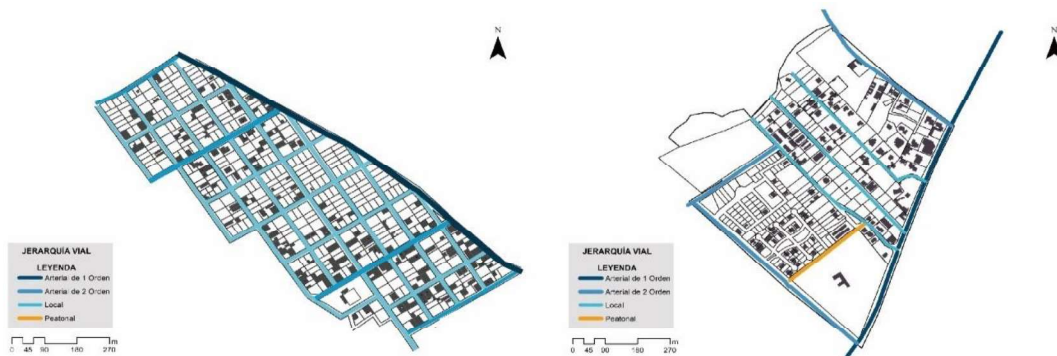 N
JERARQUÍA VIAL
LEYENDA
Arterial de 1 Orden
Arterial de 2 Orden
Local
Peatonal
0 45 90 180 270 m
N
JERARQUÍA VIAL
LEYENDA
Arterial de 1 Orden
Arterial de 2 Orden
Local
Peatonal
0 45 90 180 270 m